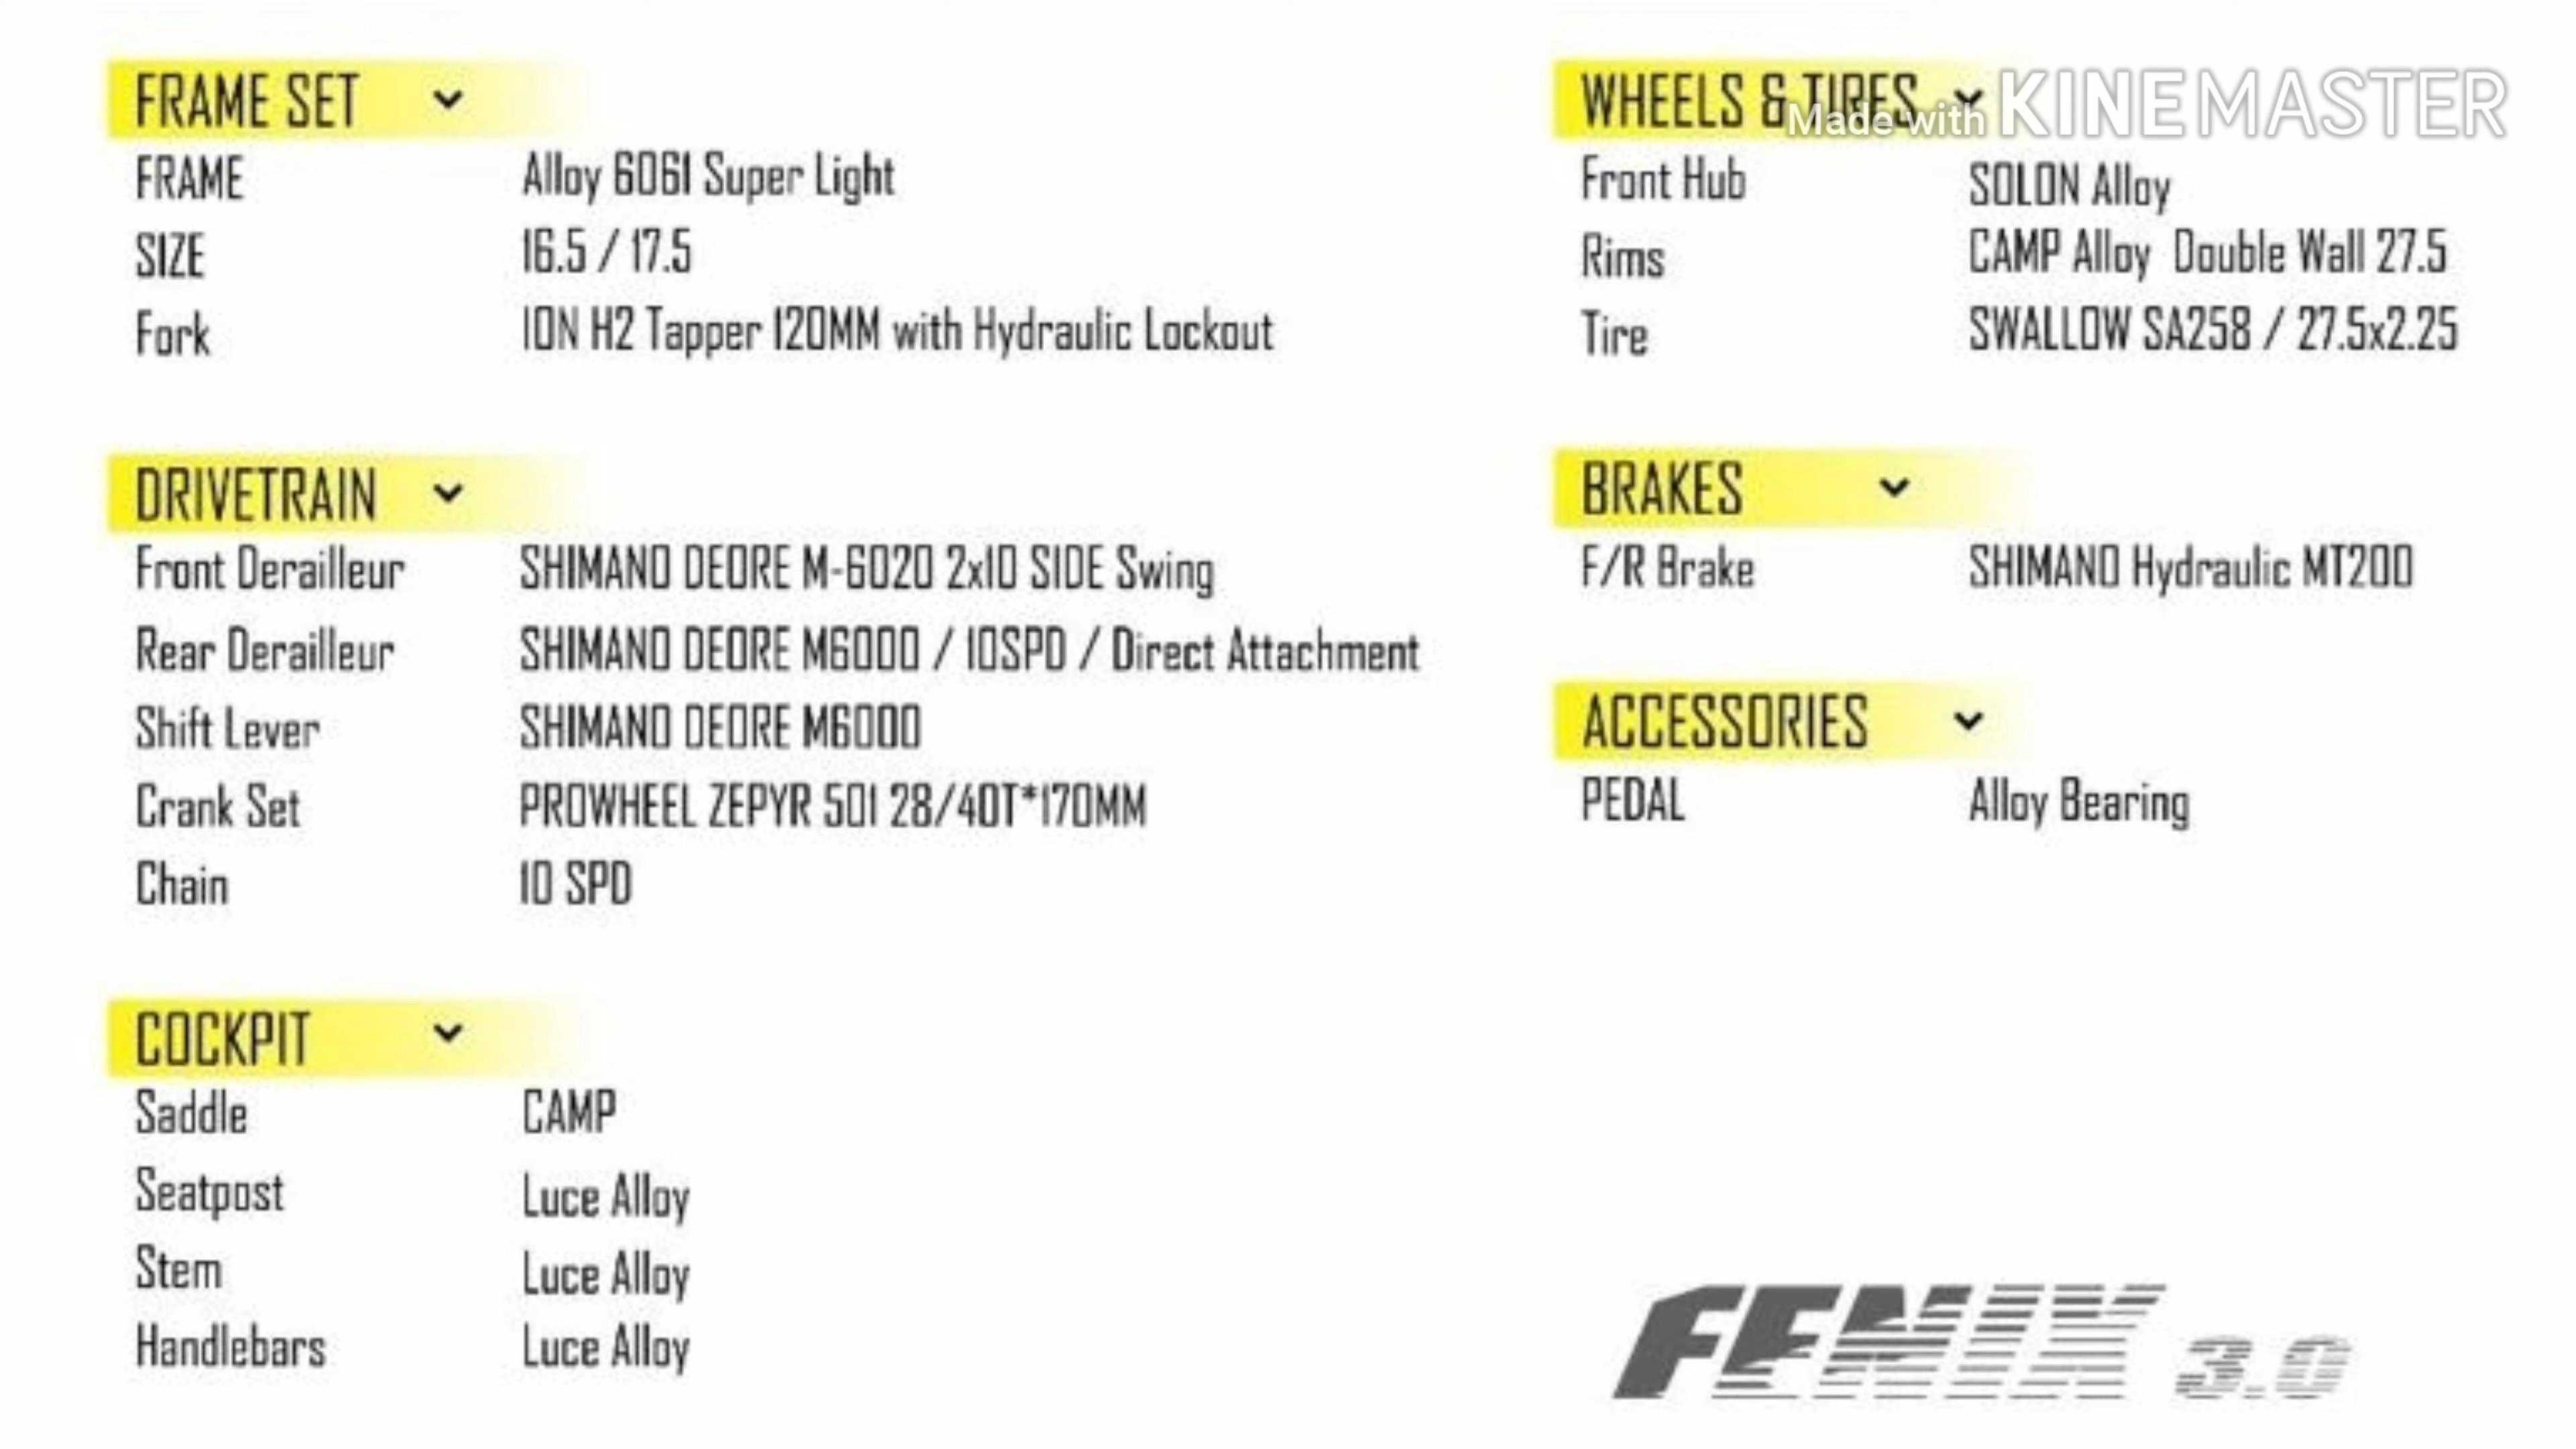 FRAME SET
FRAME Alloy 6061 Super Light
SIZE 16.5 / 17.5
Fork ION H2 Tapper 120MM with Hydraulic Lockout
DRIVETRAIN
Front Derailleur SHIMANO DEORE M-6020 2x10 SIDE Swing
Rear Derailleur SHIMANO DEORE M6000 / 10SPD / Direct Attachment
Shift Lever SHIMANO DEORE M6000
Crank Set PROWHEEL ZEPYR 501 28/40T*170MM
Chain 10 SPD
COCKPIT
Saddle CAMP
Seatpost Luce Alloy
Stem Luce Alloy
Handlebars Luce Alloy
WHEELS & TIRES
Made with KINEMASTER
Front Hub SOLON Alloy
Rims CAMP Alloy Double Wall 27.5
Tire SWALLOW SA258 / 27.5x2.25
BRAKES
F/R Brake SHIMANO Hydraulic MT200
ACCESSORIES
PEDAL Alloy Bearing
FENIX 3.0